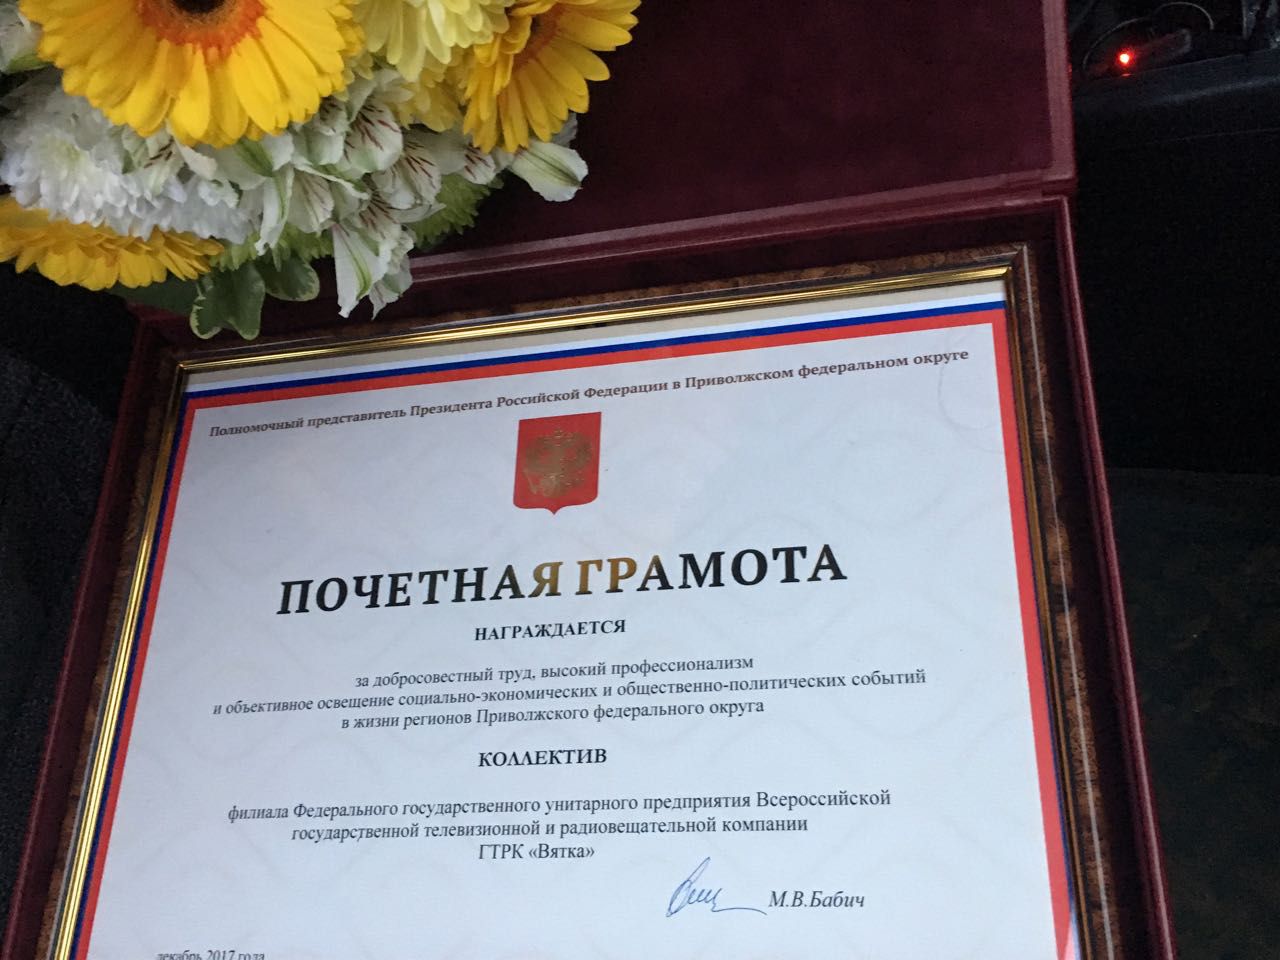 Полномочный представитель Президента Российской Федерации в Приволжском федеральном округе
ПОЧЕТНАЯ ГРАМОТА
НАГРАЖДАЕТСЯ
за добросовестный труд, высокий профессионализм
и объективное освещение социально-экономических и общественно-политических событий
в жизни регионов Приволжского федерального округа
КОЛЛЕКТИВ
филиала Федерального государственного унитарного предприятия Всероссийской
государственной телевизионной и радиовещательной компании
ГТРК «Вятка»
М.В.Бабич
декабрь 2017 года